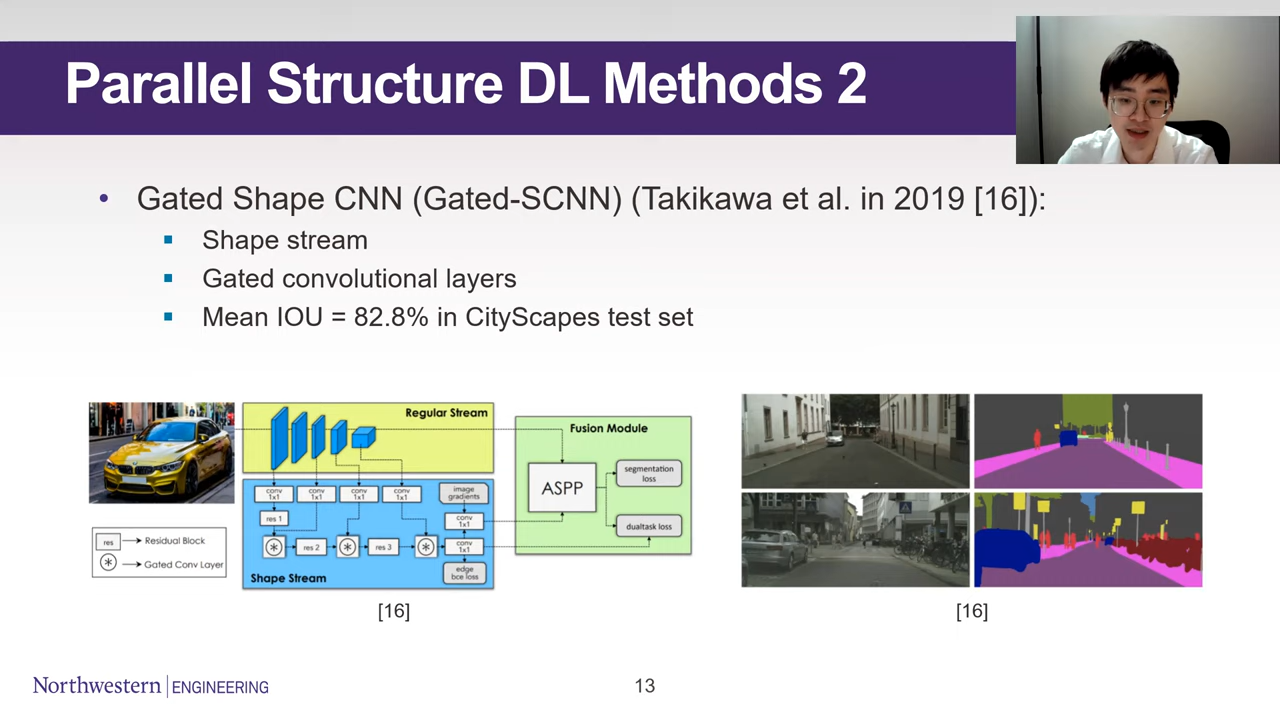 Parallel Structure DL Methods 2
• Gated Shape CNN (Gated-SCNN) (Takikawa et al. in 2019 [16]):
▪ Shape stream
▪ Gated convolutional layers
▪ Mean IOU = 82.8% in CityScapes test set
Regular Stream
conv 1x1
conv 1x1
conv 1x1
conv 1x1
image gradients
res 1
conv 1x1
res 2
res 3
conv 1x1
edge bce loss
Shape Stream
Fusion Module
ASPP
segmentation loss
dualtask loss
res
Residual Block
Gated Conv Layer
[16]
[16]
Northwestern | ENGINEERING
13